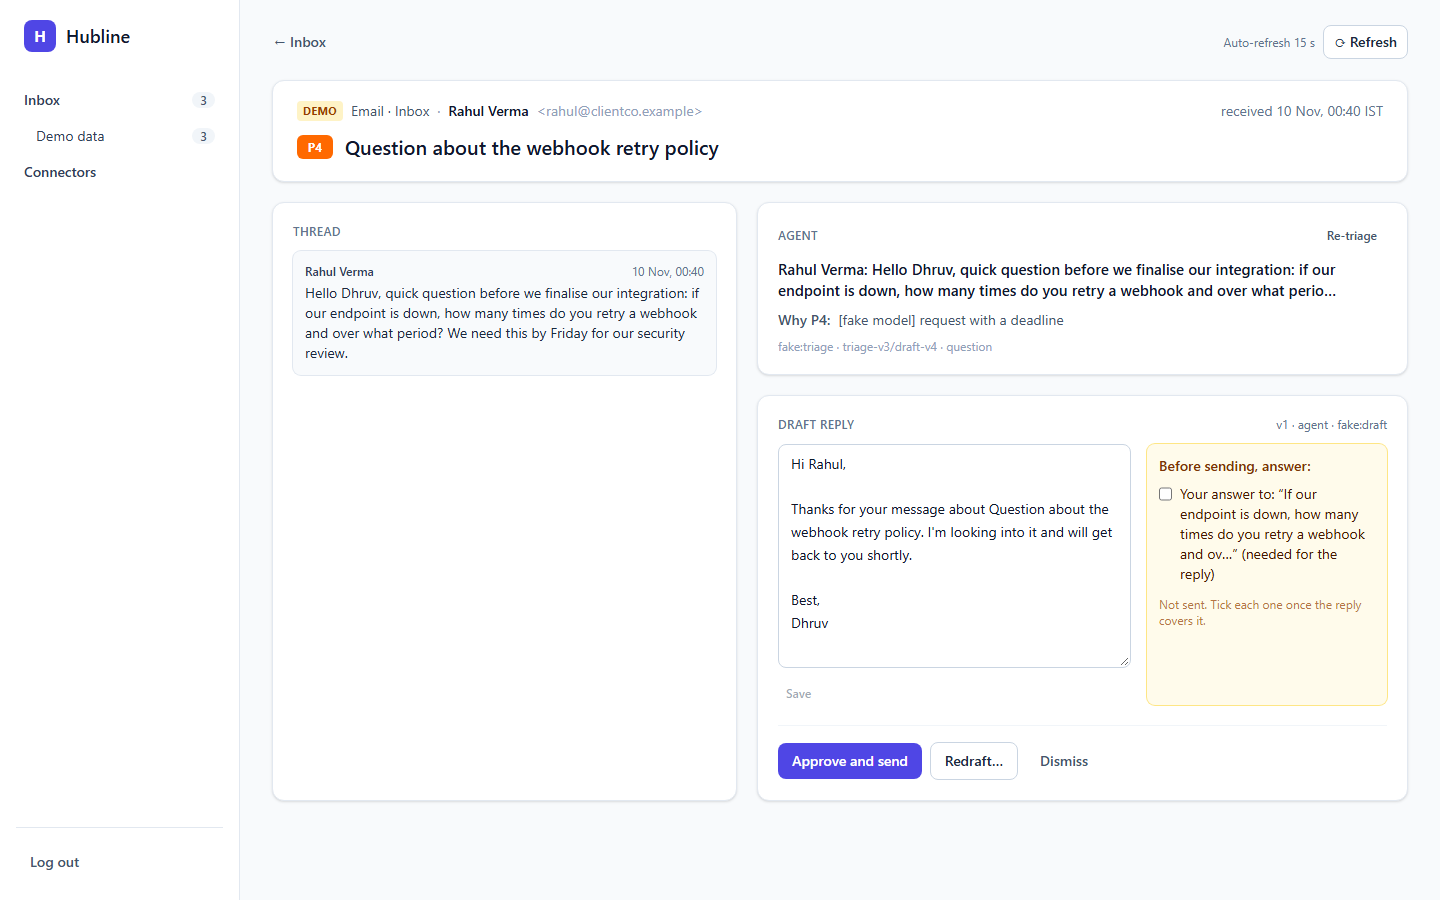 H Hubline
Inbox 3
Demo data 3
Connectors
Log out
← Inbox
Auto-refresh 15 s
⟳ Refresh
DEMO Email · Inbox · Rahul Verma <rahul@clientco.example>
received 10 Nov, 00:40 IST
P4 Question about the webhook retry policy
THREAD
Rahul Verma 10 Nov, 00:40
Hello Dhruv, quick question before we finalise our integration: if
our endpoint is down, how many times do you retry a webhook
and over what period? We need this by Friday for our security
review.
AGENT Re-triage
Rahul Verma: Hello Dhruv, quick question before we finalise our integration: if our
endpoint is down, how many times do you retry a webhook and over what perio...
Why P4: [fake model] request with a deadline
fake:triage · triage-v3/draft-v4 · question
DRAFT REPLY v1 · agent · fake:draft
Hi Rahul,
Thanks for your message about Question about the
webhook retry policy. I'm looking into it and will get
back to you shortly.
Best,
Dhruv
Save
Before sending, answer:
Your answer to: “If our
endpoint is down, how many
times do you retry a webhook
and ov…” (needed for the
reply)
Not sent. Tick each one once the reply
covers it.
Approve and send
Redraft...
Dismiss